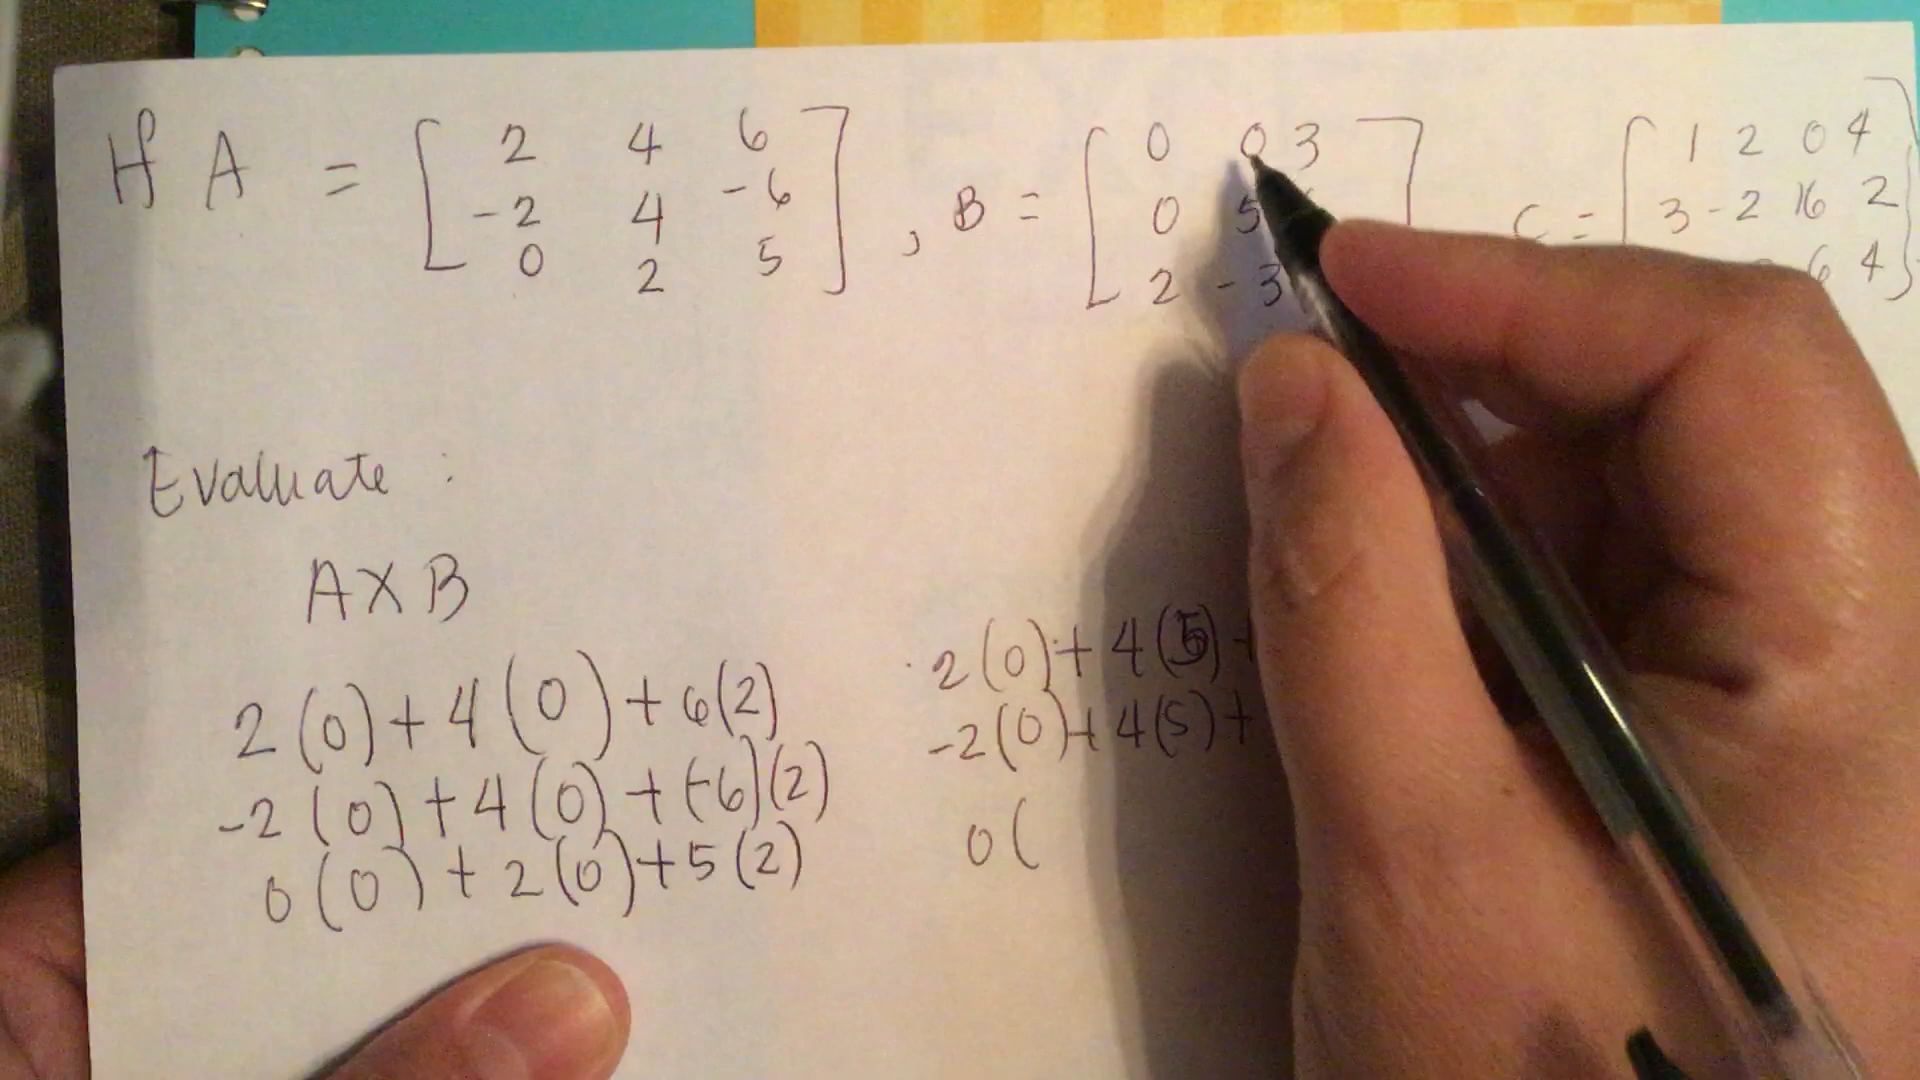 If A = [ 2 4 6 , B = [ 0 0 3 ] C = [ 1 2 0 4
-2 4 -6 0 5 3 -2 16 2
0 2 5 ] 2 -3 6 4 ]
Evaluate :
A X B
2(0) + 4(0) + 6(2) 2(0) + 4(5) +
-2(0) + 4(0) + (-6)(2) -2(0) + 4(5) +
0(0) + 2(0) + 5(2) 0(